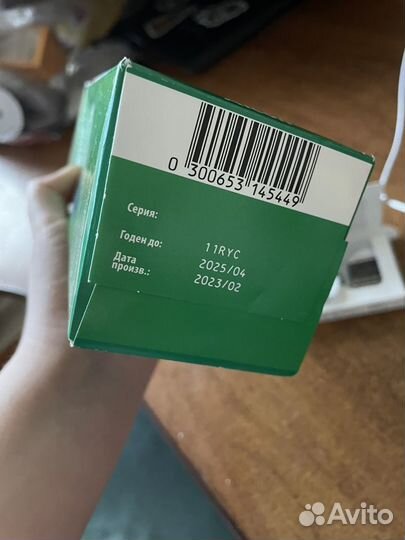 0 300653 145449
Серия: 11RYC
Годен до: 2025/04
Дата
произв.: 2023/02
Avito